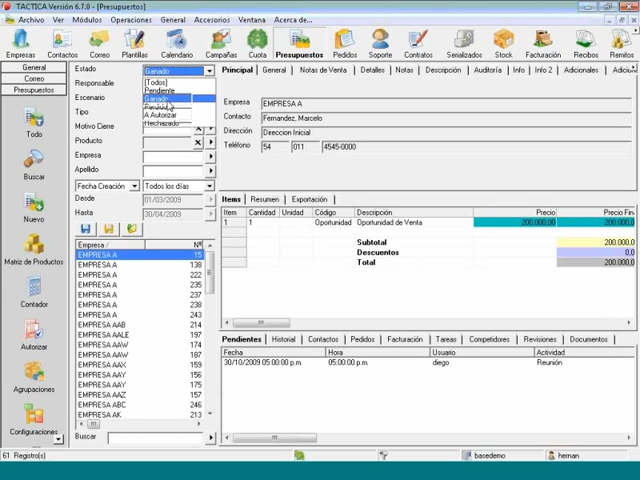 TACTICA Versión 6.7.0 - [Presupuestos]
Archivo Ver Módulos Operaciones General Accesorios Ventana Acerca de...
Empresas Contactos Correo Plantillas Calendario Campañas Cuota Presupuestos Pedidos Soporte Contratos Serializados Stock Facturación Recibos Remitos
General
Correo
Presupuestos
Todo
Buscar
Nuevo
Matriz de Productos
Contador
Autorizar
Agrupaciones
Configuraciones
Estado Ganado
Responsable [Todos]
Pendiente
Escenario Ganado
Tipo A Autorizar
Rechazado
Motivo Cierre
Producto
Empresa
Apellido
Fecha Creación Todos los días
Desde 01/03/2009
Hasta 30/04/2009
Empresa / Nº
EMPRESA A 15
EMPRESA A 138
EMPRESA A 222
EMPRESA A 235
EMPRESA A 237
EMPRESA A 238
EMPRESA A 243
EMPRESA AAB 214
EMPRESA AALE 197
EMPRESA AAW 174
EMPRESA AAW 187
EMPRESA AAX 159
EMPRESA AAY 156
EMPRESA AAY 175
EMPRESA AAZ 157
EMPRESA ABC 246
EMPRESA AK 213
Buscar
Principal General Notas de Venta Detalles Notas Descripción Auditoría Info Info 2 Adicionales
Empresa EMPRESA A
Contacto Fernandez, Marcelo
Dirección Direccion Inicial
Teléfono 54 011 4545-0000
Items Resumen Exportación
Item Cantidad Unidad Código Descripción Precio Precio Fin
1 1 Oportunidad Oportunidad de Venta 200.000,00 200.000,0
Subtotal 200.000,0
Descuentos 0,0
Total 200.000,0
Pendientes Historial Contactos Pedidos Facturación Tareas Competidores Revisiones Documentos
Fecha Hora Usuario Actividad
30/10/2009 05:00:00 p.m. 05:00:00 p.m. diego Reunión
61 Registro(s) basedemo hernan